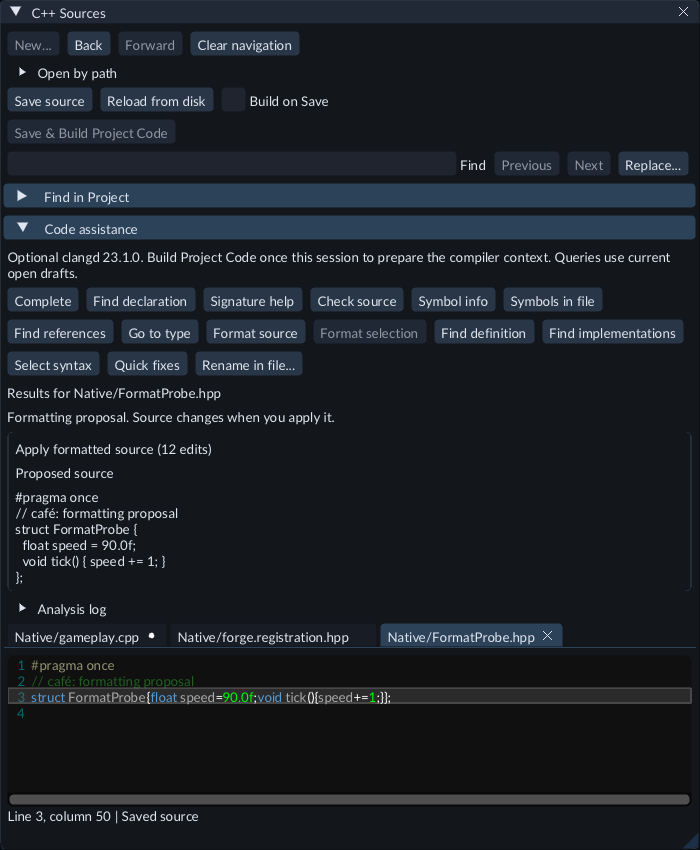 C++ Sources
New... Back Forward Clear navigation
Open by path
Save source Reload from disk Build on Save
Save & Build Project Code
Find Previous Next Replace...
Find in Project
Code assistance
Optional clangd 23.1.0. Build Project Code once this session to prepare the compiler context. Queries use current
open drafts.
Complete Find declaration Signature help Check source Symbol info Symbols in file
Find references Go to type Format source Format selection Find definition Find implementations
Select syntax Quick fixes Rename in file...
Results for Native/FormatProbe.hpp
Formatting proposal. Source changes when you apply it.
Apply formatted source (12 edits)
Proposed source
#pragma once
// café: formatting proposal
struct FormatProbe {
  float speed = 90.0f;
  void tick() { speed += 1; }
};
Analysis log
Native/gameplay.cpp Native/forge.registration.hpp Native/FormatProbe.hpp
1 #pragma once
2 // café: formatting proposal
3 struct FormatProbe{float speed=90.0f;void tick(){speed+=1;}};
4
Line 3, column 50 | Saved source